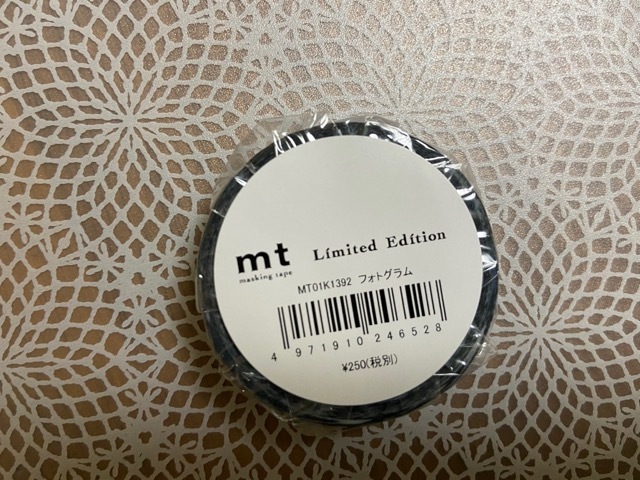 mt Limited Edition
masking tape
MT01K1392 フォトグラム
4 971910 246528
¥250(税別)